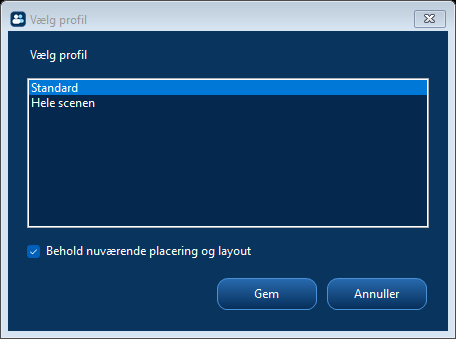 Vælg profil
Vælg profil
Standard
Hele scenen
Behold nuværende placering og layout
Gem
Annuller